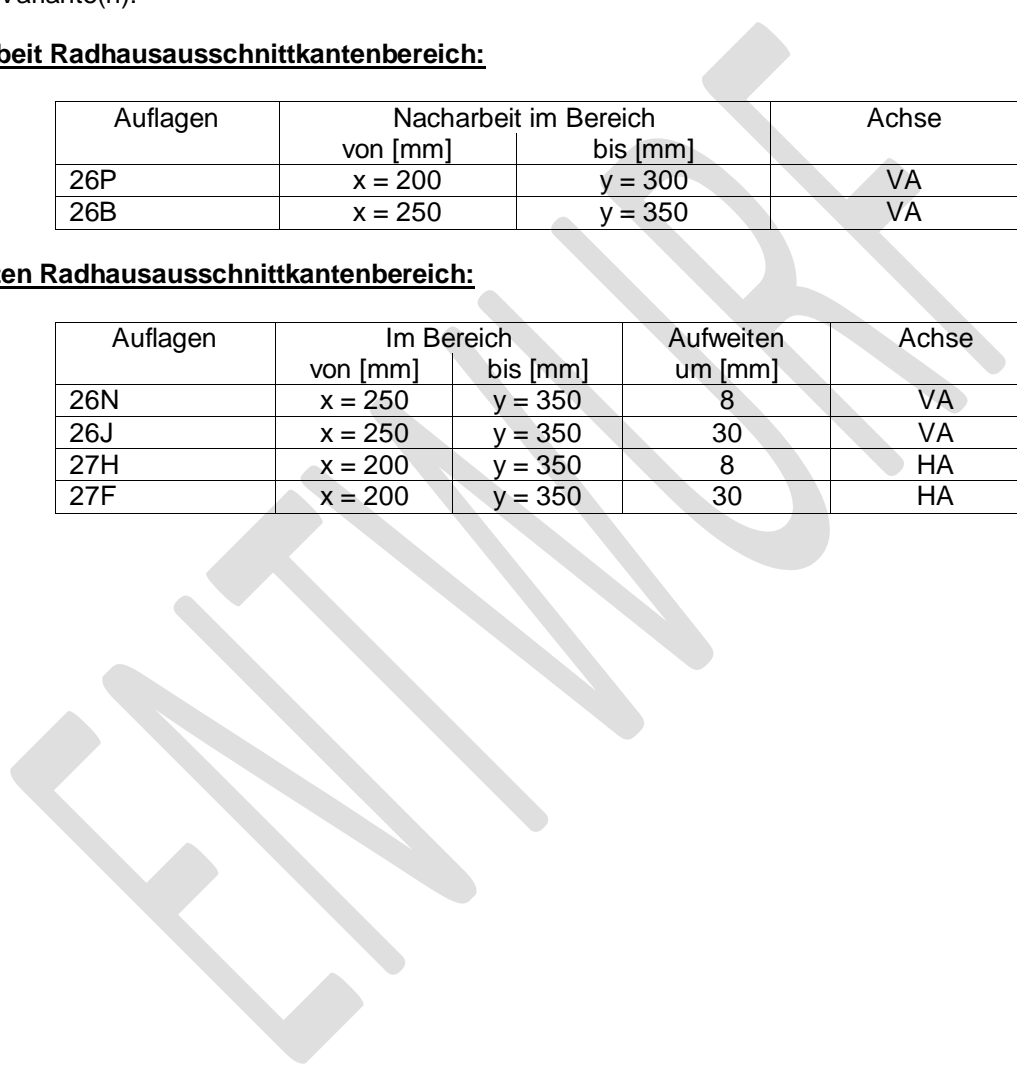 Variante(n).
beit Radhausausschnittkantenbereich:
Auflagen Nacharbeit im Bereich Achse
von [mm] bis [mm]
26P x = 200 y = 300 VA
26B x = 250 y = 350 VA
ten Radhausausschnittkantenbereich:
Auflagen Im Bereich Aufweiten Achse
von [mm] bis [mm] um [mm]
26N x = 250 y = 350 8 VA
26J x = 250 y = 350 30 VA
27H x = 200 y = 350 8 HA
27F x = 200 y = 350 30 HA
ENTWURF